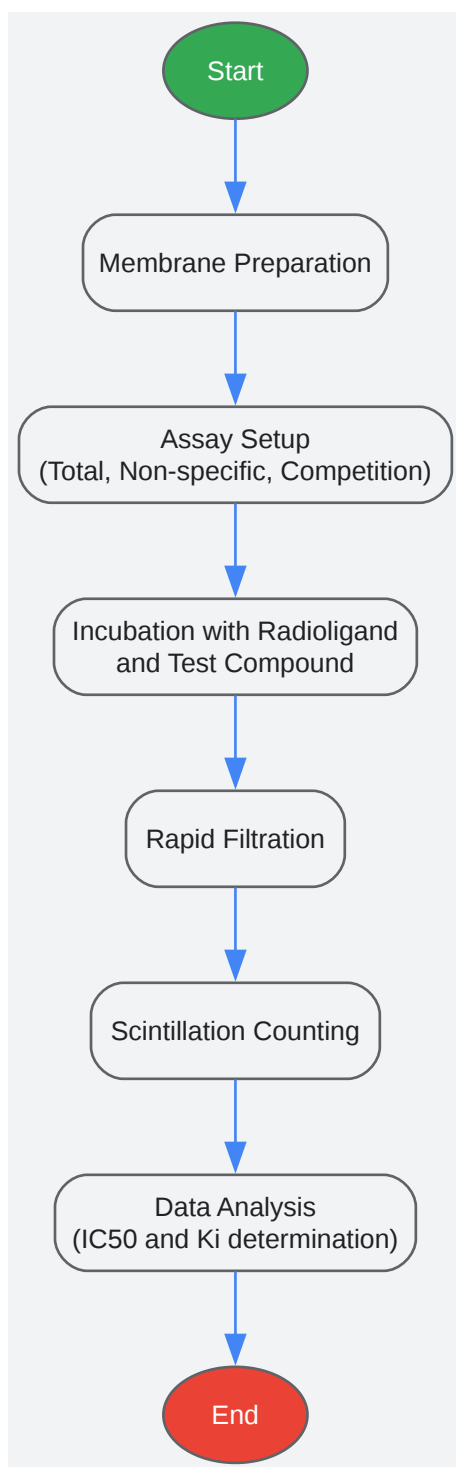 Start
Membrane Preparation
Assay Setup
(Total, Non-specific, Competition)
Incubation with Radioligand
and Test Compound
Rapid Filtration
Scintillation Counting
Data Analysis
(IC50 and Ki determination)
End